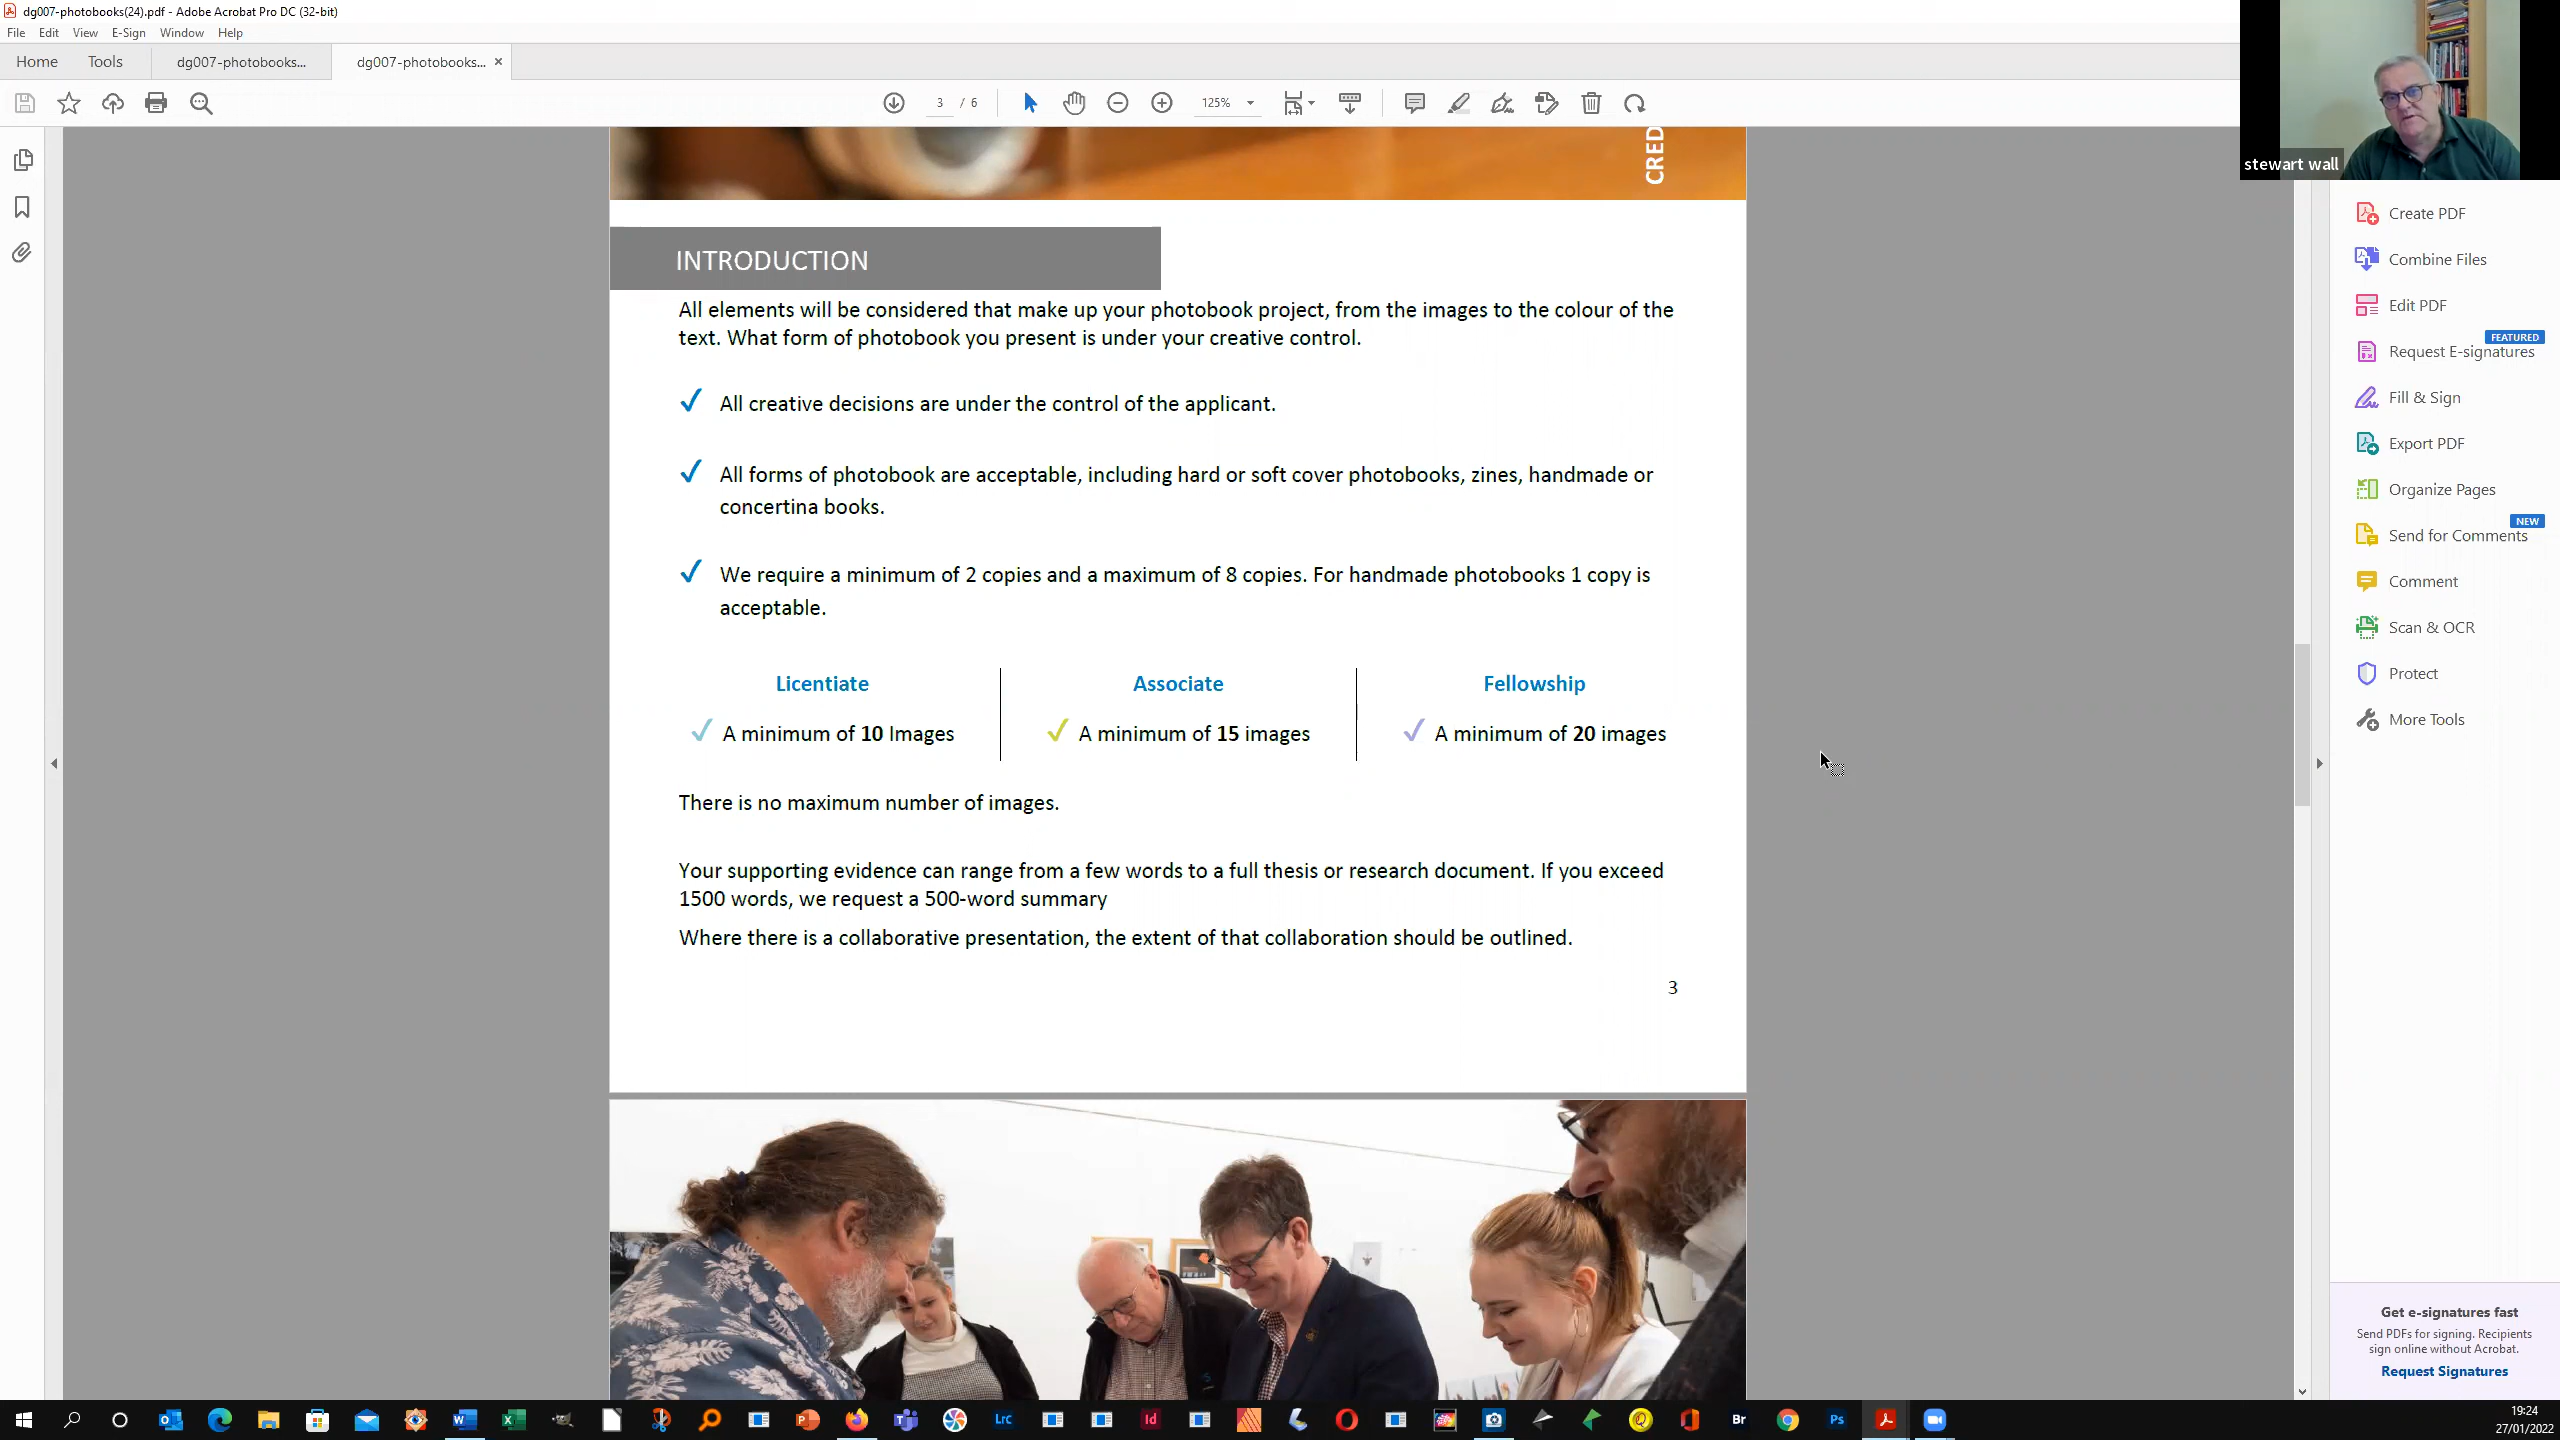 dg007-photobooks(24).pdf - Adobe Acrobat Pro DC (32-bit)
File Edit View E-Sign Window Help
Home Tools dg007-photobooks... dg007-photobooks... ×
3 / 6 125%
stewart wall
CRED
INTRODUCTION
All elements will be considered that make up your photobook project, from the images to the colour of the
text. What form of photobook you present is under your creative control.
All creative decisions are under the control of the applicant.
All forms of photobook are acceptable, including hard or soft cover photobooks, zines, handmade or
concertina books.
We require a minimum of 2 copies and a maximum of 8 copies. For handmade photobooks 1 copy is
acceptable.
Licentiate Associate Fellowship
A minimum of 10 Images A minimum of 15 images A minimum of 20 images
There is no maximum number of images.
Your supporting evidence can range from a few words to a full thesis or research document. If you exceed
1500 words, we request a 500-word summary
Where there is a collaborative presentation, the extent of that collaboration should be outlined.
3
Create PDF
Combine Files
Edit PDF
FEATURED
Request E-signatures
Fill & Sign
Export PDF
Organize Pages
NEW
Send for Comments
Comment
Scan & OCR
Protect
More Tools
Get e-signatures fast
Send PDFs for signing. Recipients
sign online without Acrobat.
Request Signatures
Lrc Id Br Ps
19:24
27/01/2022